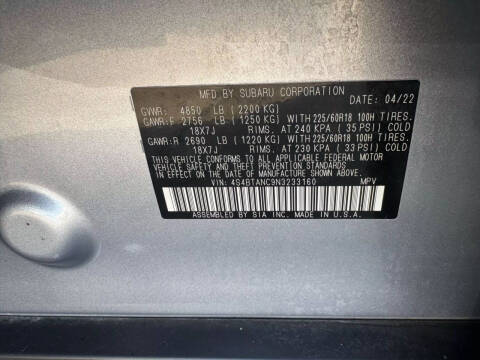 MFD BY SUBARU CORPORATION DATE: 04/22
GVWR: 4850 LB (2200 KG)
GAWR:F 2756 LB (1250 KG) WITH 225/60R18 100H TIRES.
18X7J RIMS. AT 240 KPA (35PSI) COLD
GAWR:R 2690 LB (1220 KG) WITH 225/60R18 100H TIRES.
18X7J RIMS. AT 230 KPA (33 PSI) COLD
THIS VEHICLE CONFORMS TO ALL APPLICABLE FEDERAL MOTOR
VEHICLE SAFETY AND THEFT PREVENTION STANDARDS
IN EFFECT ON THE DATE OF MANUFACTURE SHOWN ABOVE.
VIN: 4S4BTANC9N3233160 MPV
ASSEMBLED BY SIA INC. MADE IN U.S.A.